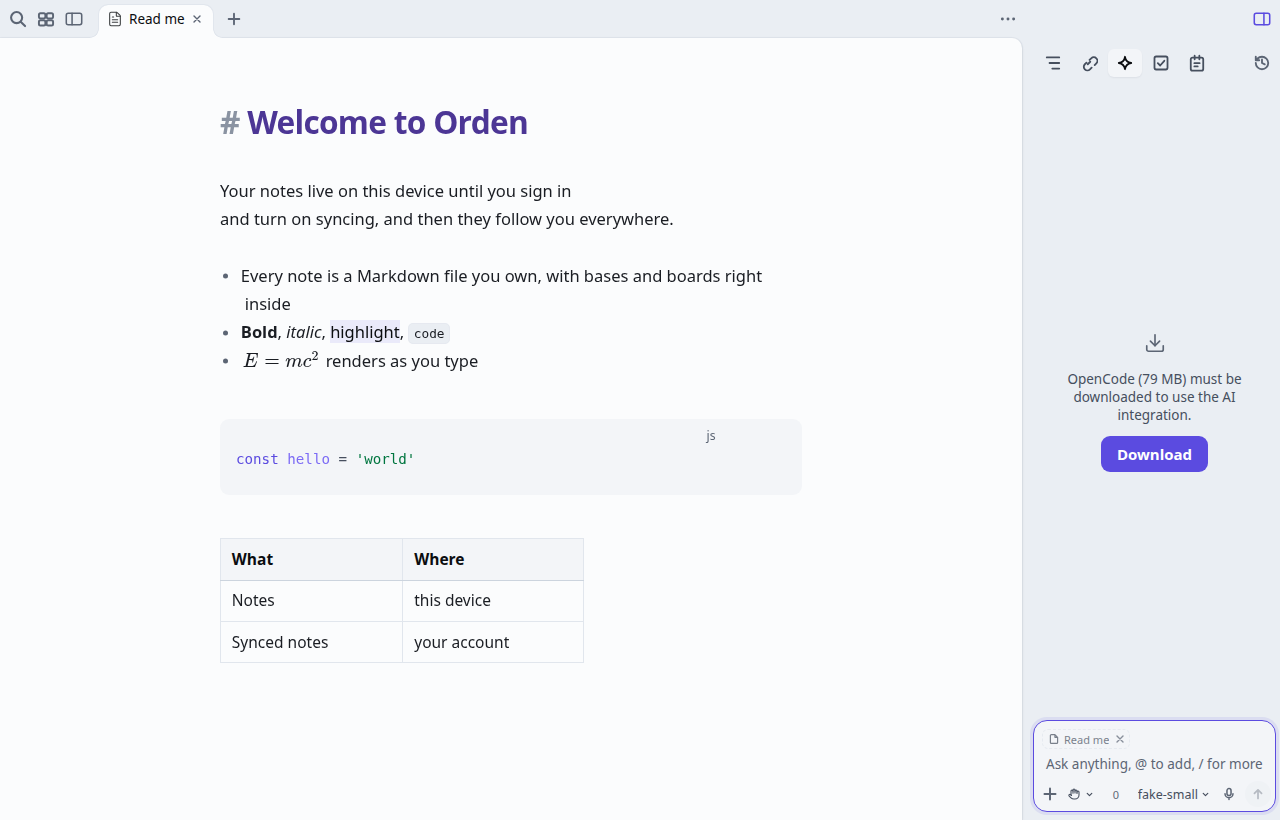 Read me
# Welcome to Orden
Your notes live on this device until you sign in
and turn on syncing, and then they follow you everywhere.
• Every note is a Markdown file you own, with bases and boards right
inside
• Bold, italic, highlight, code
• E = mc² renders as you type
js
const hello = 'world'
What Where
Notes this device
Synced notes your account
OpenCode (79 MB) must be
downloaded to use the AI
integration.
Download
Read me
Ask anything, @ to add, / for more
0 fake-small